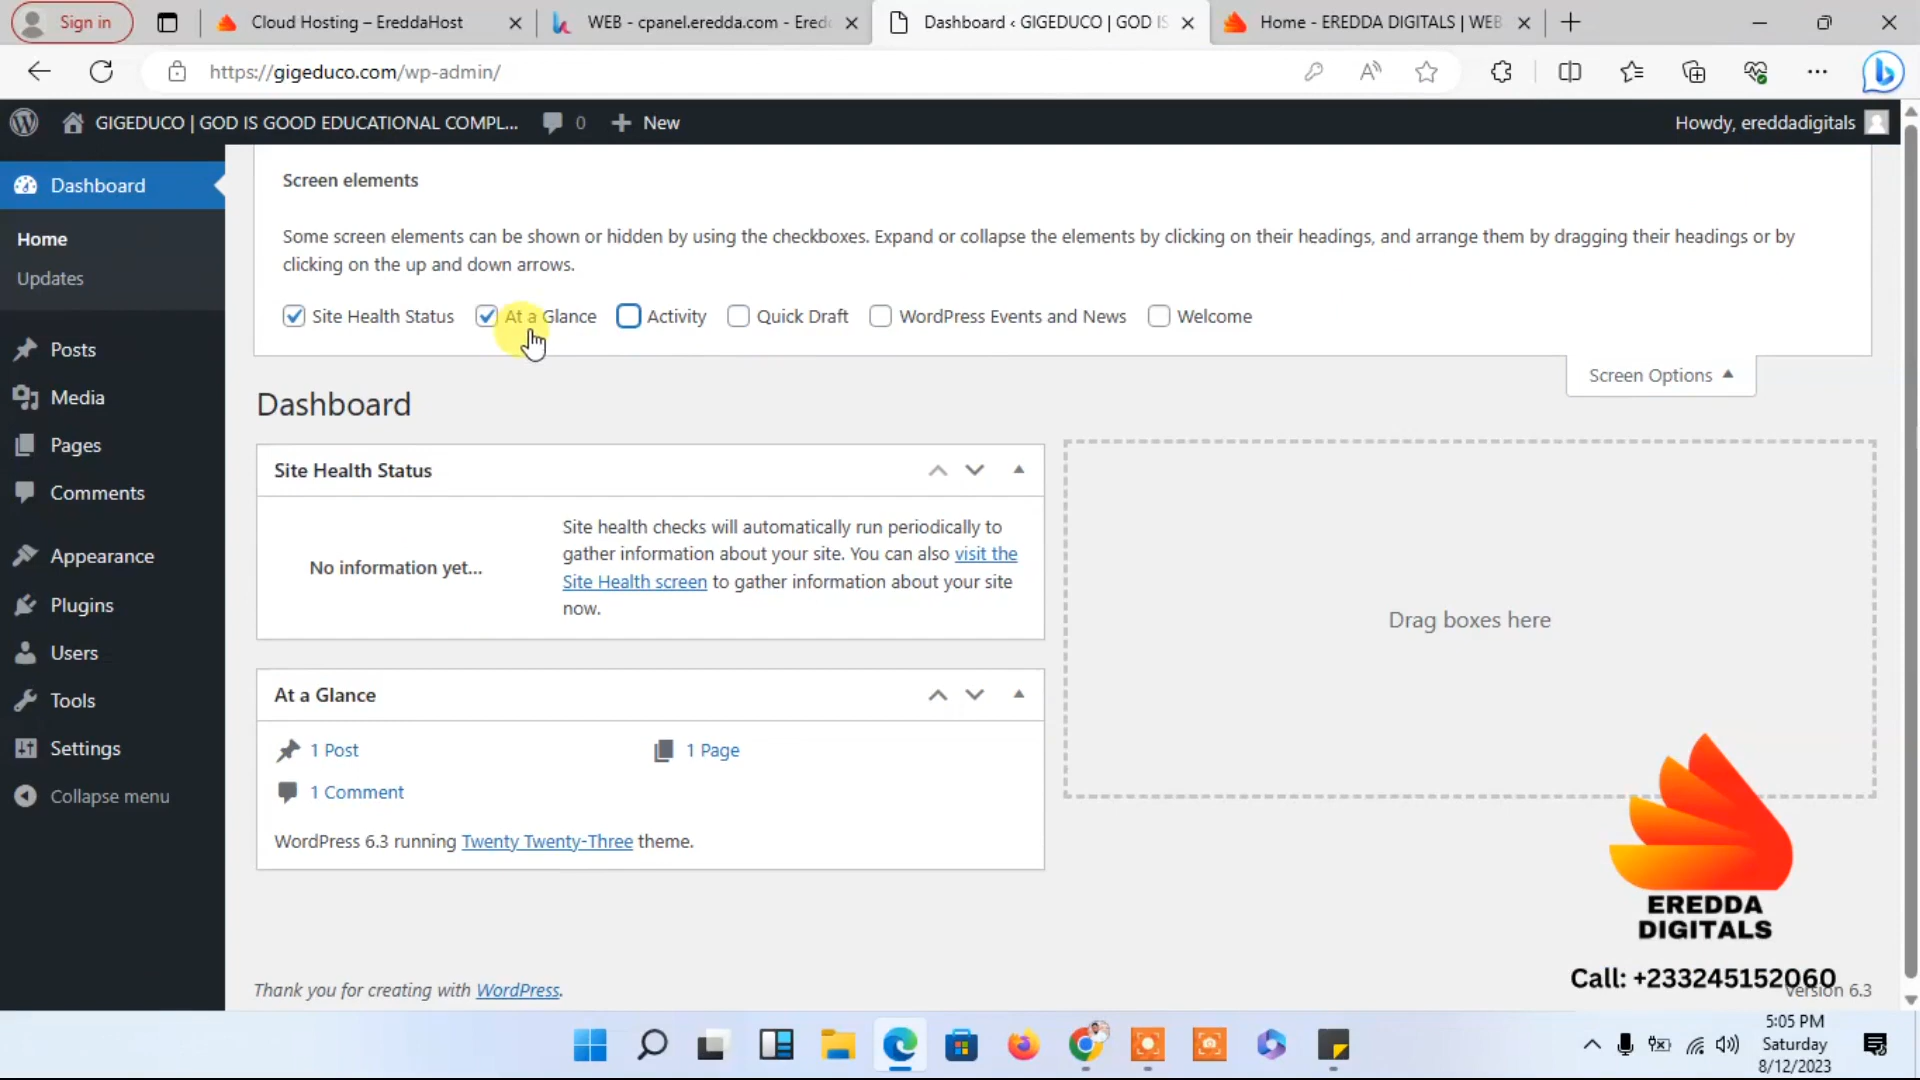 Sign in
Cloud Hosting – EreddaHost
WEB - cpanel.eredda.com - Ered
Dashboard ‹ GIGEDUCO | GOD IS
Home - EREDDA DIGITALS | WEB
https://gigeduco.com/wp-admin/
GIGEDUCO | GOD IS GOOD EDUCATIONAL COMPL...
0
New
Howdy, ereddadigitals
Dashboard
Home
Updates
Posts
Media
Pages
Comments
Appearance
Plugins
Users
Tools
Settings
Collapse menu
Screen elements
Some screen elements can be shown or hidden by using the checkboxes. Expand or collapse the elements by clicking on their headings, and arrange them by dragging their headings or by
clicking on the up and down arrows.
Site Health Status
At a Glance
Activity
Quick Draft
WordPress Events and News
Welcome
Screen Options
Dashboard
Site Health Status
No information yet...
Site health checks will automatically run periodically to
gather information about your site. You can also visit the
Site Health screen to gather information about your site
now.
At a Glance
1 Post
1 Page
1 Comment
WordPress 6.3 running Twenty Twenty-Three theme.
Drag boxes here
EREDDA
DIGITALS
Call: +233245152060
Thank you for creating with WordPress.
Version 6.3
5:05 PM
Saturday
8/12/2023